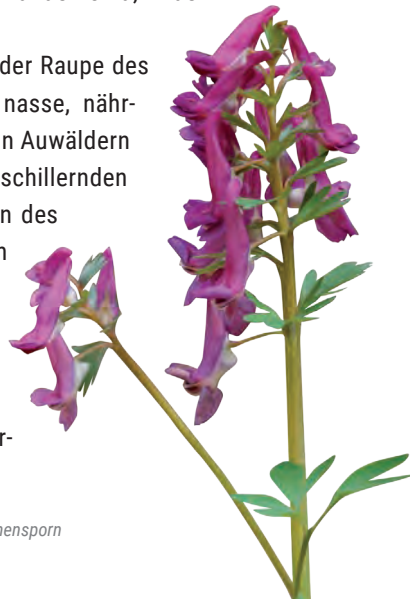 der Raupe des
nasse, nähr-
n Auwäldern
schillernden
n des
n
r-
hensporn